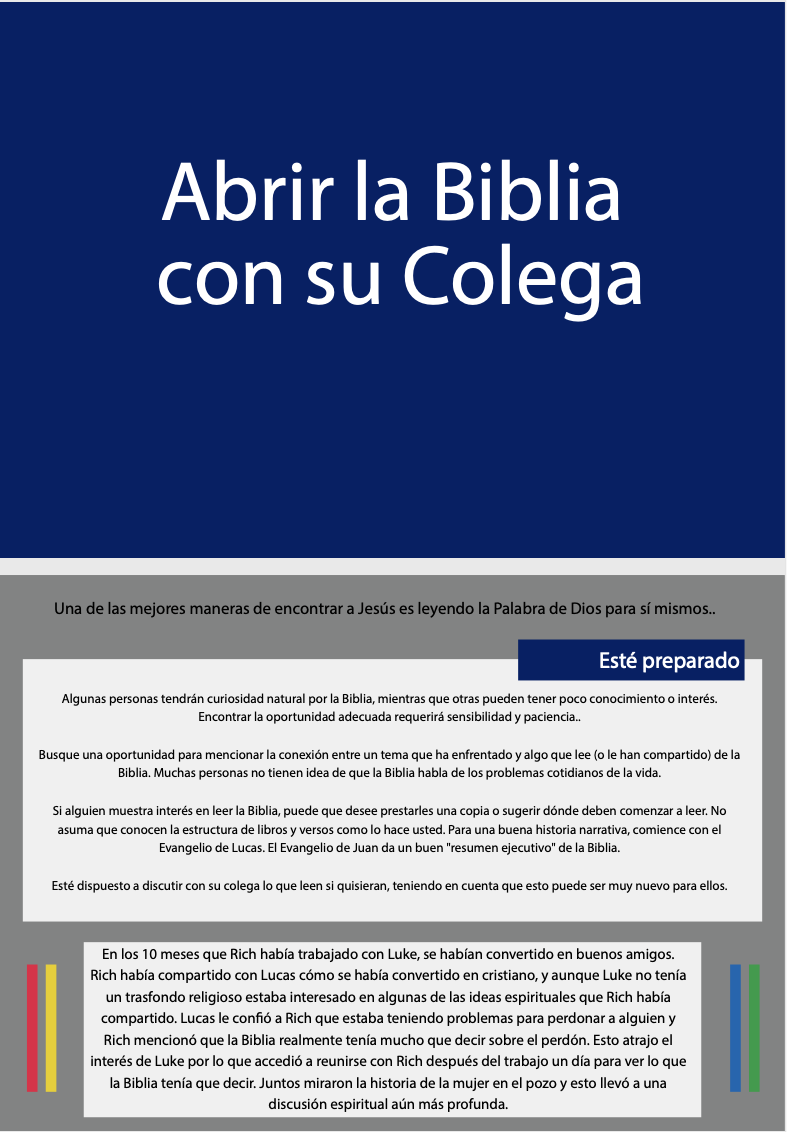 Abrir la Biblia
con su Colega
Una de las mejores maneras de encontrar a Jesús es leyendo la Palabra de Dios para sí mismos..
Esté preparado
Algunas personas tendrán curiosidad natural por la Biblia, mientras que otras pueden tener poco conocimiento o interés.
Encontrar la oportunidad adecuada requerirá sensibilidad y paciencia..
Busque una oportunidad para mencionar la conexión entre un tema que ha enfrentado y algo que lee (o le han compartido) de la
Biblia. Muchas personas no tienen idea de que la Biblia habla de los problemas cotidianos de la vida.
Si alguien muestra interés en leer la Biblia, puede que desee prestarles una copia o sugerir dónde deben comenzar a leer. No
asuma que conocen la estructura de libros y versos como lo hace usted. Para una buena historia narrativa, comience con el
Evangelio de Lucas. El Evangelio de Juan da un buen "resumen ejecutivo" de la Biblia.
Esté dispuesto a discutir con su colega lo que leen si quisieran, teniendo en cuenta que esto puede ser muy nuevo para ellos.
En los 10 meses que Rich había trabajado con Luke, se habían convertido en buenos amigos.
Rich había compartido con Lucas cómo se había convertido en cristiano, y aunque Luke no tenía
un trasfondo religioso estaba interesado en algunas de las ideas espirituales que Rich había
compartido. Lucas le confió a Rich que estaba teniendo problemas para perdonar a alguien y
Rich mencionó que la Biblia realmente tenía mucho que decir sobre el perdón. Esto atrajo el
interés de Luke por lo que accedió a reunirse con Rich después del trabajo un día para ver lo que
la Biblia tenía que decir. Juntos miraron la historia de la mujer en el pozo y esto llevó a una
discusión espiritual aún más profunda.